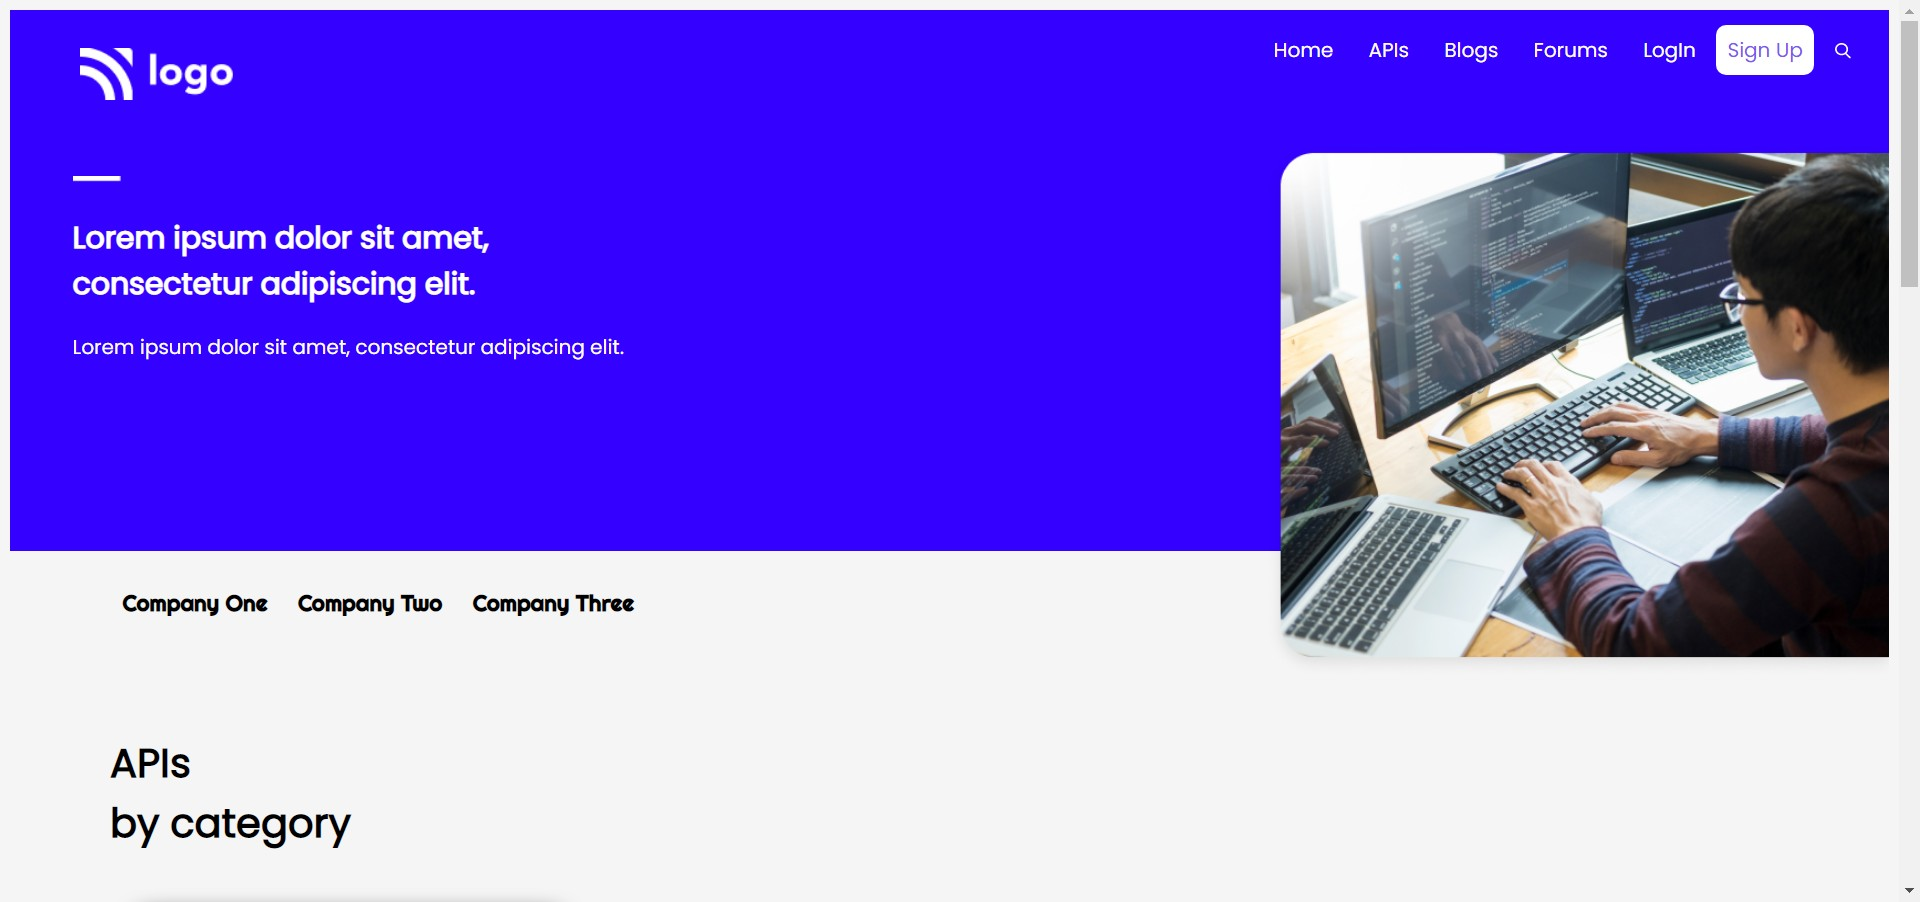 logo
Home APIs Blogs Forums LogIn Sign Up
Lorem ipsum dolor sit amet,
consectetur adipiscing elit.
Lorem ipsum dolor sit amet, consectetur adipiscing elit.
Company One Company Two Company Three
APIs
by category